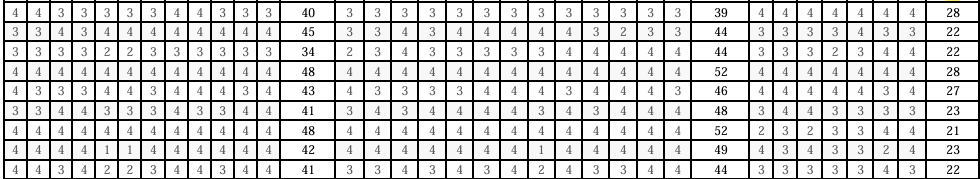 4 4 3 3 3 3 3 4 4 3 3 3 40 3 3 3 3 3 3 3 3 3 3 3 3 3 39 4 4 4 4 4 4 4 28
3 3 4 3 4 4 4 4 4 4 4 4 45 3 3 4 3 4 4 4 4 4 3 2 3 3 44 3 3 3 3 4 3 3 22
3 3 3 3 2 2 3 3 3 3 3 3 34 2 3 4 3 3 3 3 3 4 4 4 4 4 44 3 3 3 2 3 4 4 22
4 4 4 4 4 4 4 4 4 4 4 4 48 4 4 4 4 4 4 4 4 4 4 4 4 4 52 4 4 4 4 4 4 4 28
4 3 3 3 4 4 3 4 4 4 3 4 43 4 3 3 3 3 4 4 4 3 4 4 4 3 46 4 4 4 4 4 3 4 27
3 3 4 4 3 3 3 4 3 3 4 4 41 3 4 3 4 4 4 4 3 4 3 4 4 4 48 3 4 4 3 3 3 3 23
4 4 4 4 4 4 4 4 4 4 4 4 48 4 4 4 4 4 4 4 4 4 4 4 4 4 52 2 3 2 3 3 4 4 21
4 4 4 4 1 1 4 4 4 4 4 4 42 4 4 4 4 4 4 4 1 4 4 4 4 4 49 4 3 4 3 3 2 4 23
4 4 3 4 2 2 3 4 4 4 3 4 41 3 3 4 3 4 3 4 2 4 3 3 4 4 44 3 3 3 3 3 4 3 22